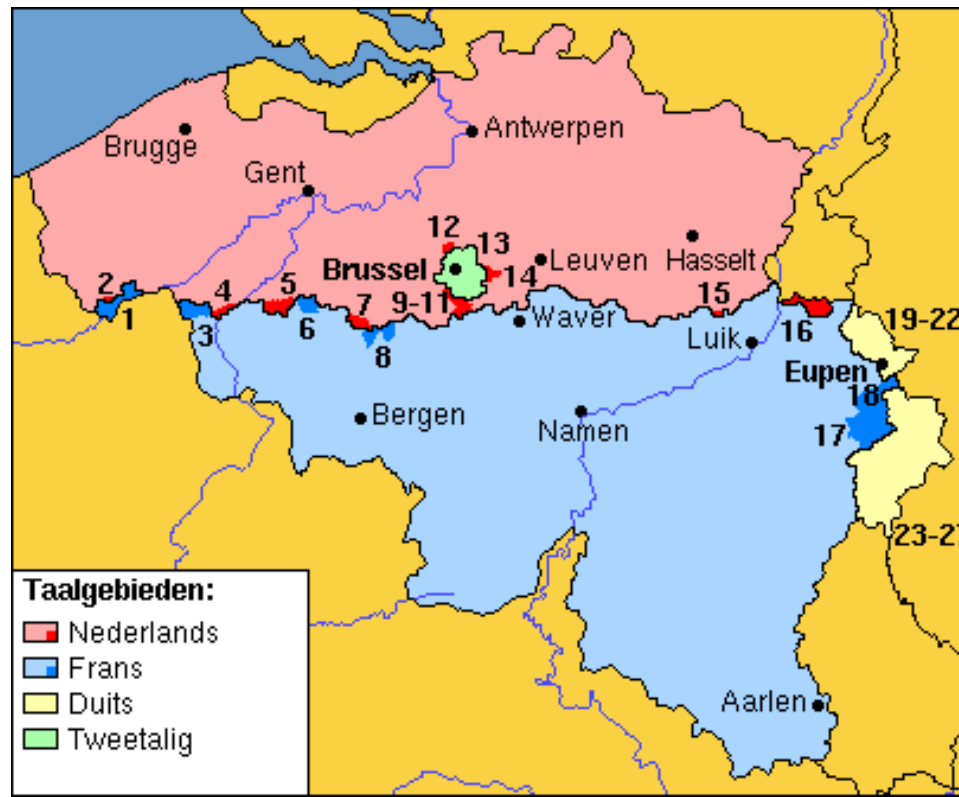 Antwerpen
Brugge
Gent
12
13
Brussel
Leuven
Hasselt
14
2
5
4
7
9-11
15
1
3
6
8
Waver
Luik
16
19-22
Eupen
18
17
Bergen
Namen
23-27
Aarlen
Taalgebieden:
Nederlands
Frans
Duits
Tweetalig